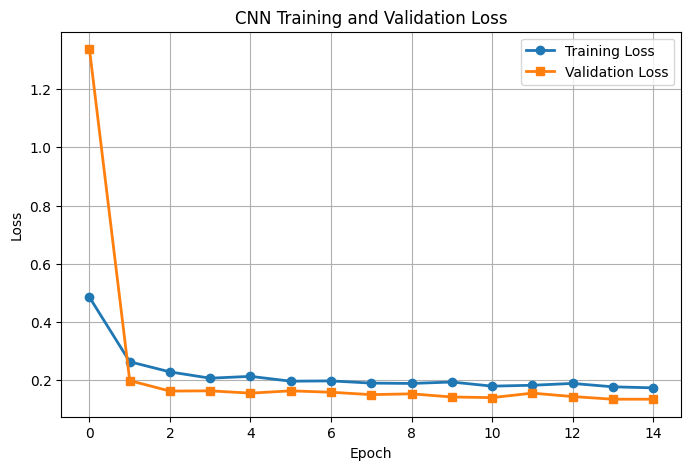 CNN Training and Validation Loss
Training Loss
Validation Loss
1.2
1.0
0.8
0.6
0.4
0.2
Loss
0 2 4 6 8 10 12 14
Epoch